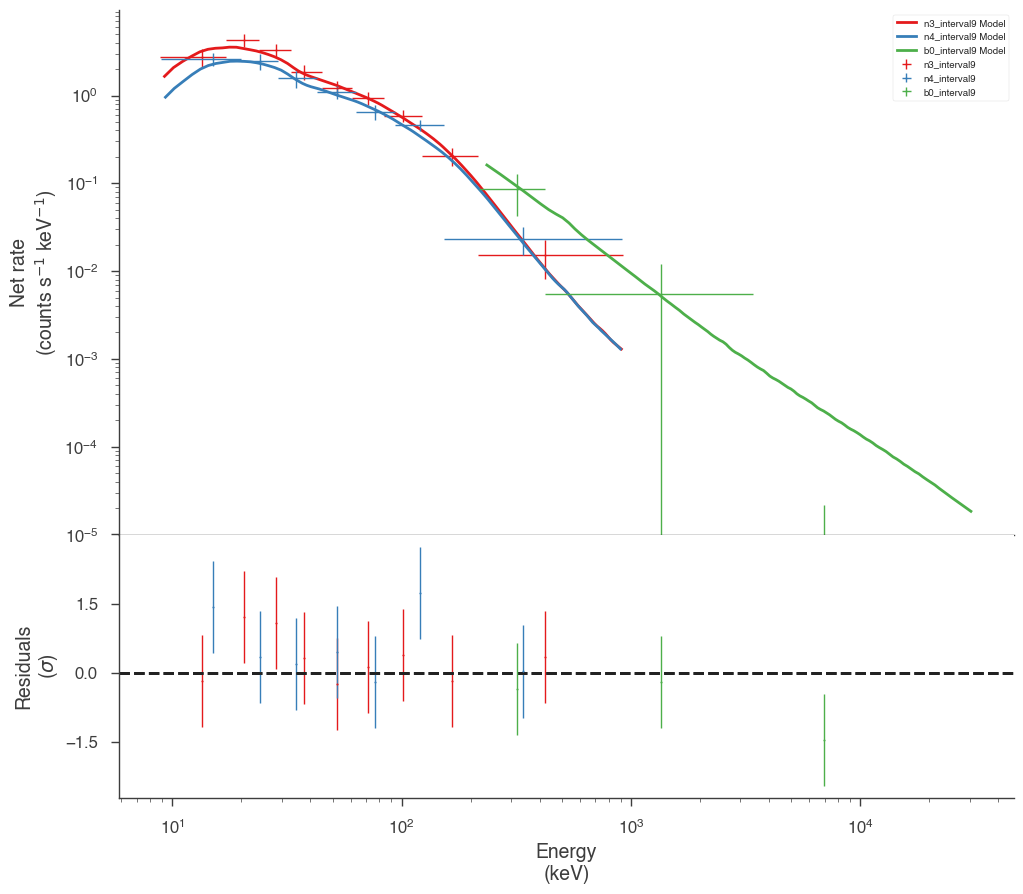 n3_interval9 Model
n4_interval9 Model
b0_interval9 Model
n3_interval9
n4_interval9
b0_interval9
10⁰
10⁻¹
10⁻²
10⁻³
10⁻⁴
10⁻⁵
Net rate
(counts s⁻¹ keV⁻¹)
1.5
0.0
−1.5
Residuals
(σ)
10¹
10²
10³
10⁴
Energy
(keV)